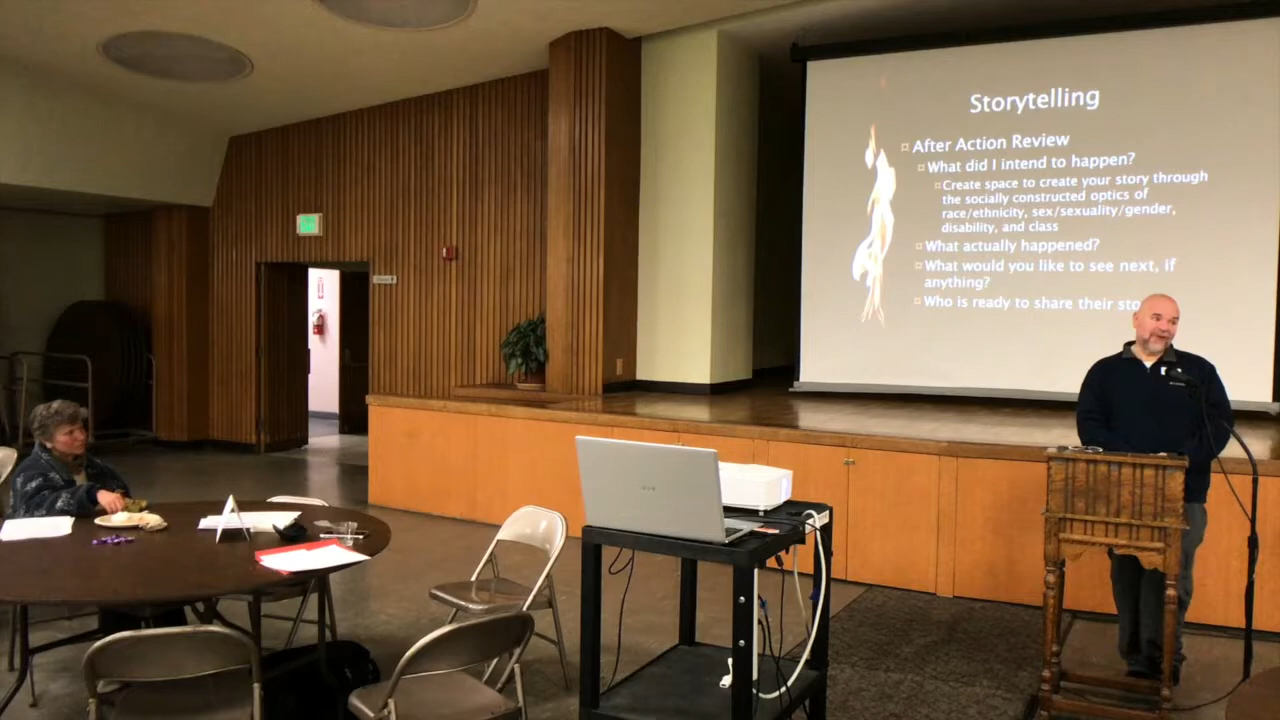 Storytelling
After Action Review
What did I intend to happen?
Create space to create your story through
the socially constructed optics of
race/ethnicity, sex/sexuality/gender,
disability, and class
What actually happened?
What would you like to see next, if
anything?
Who is ready to share their